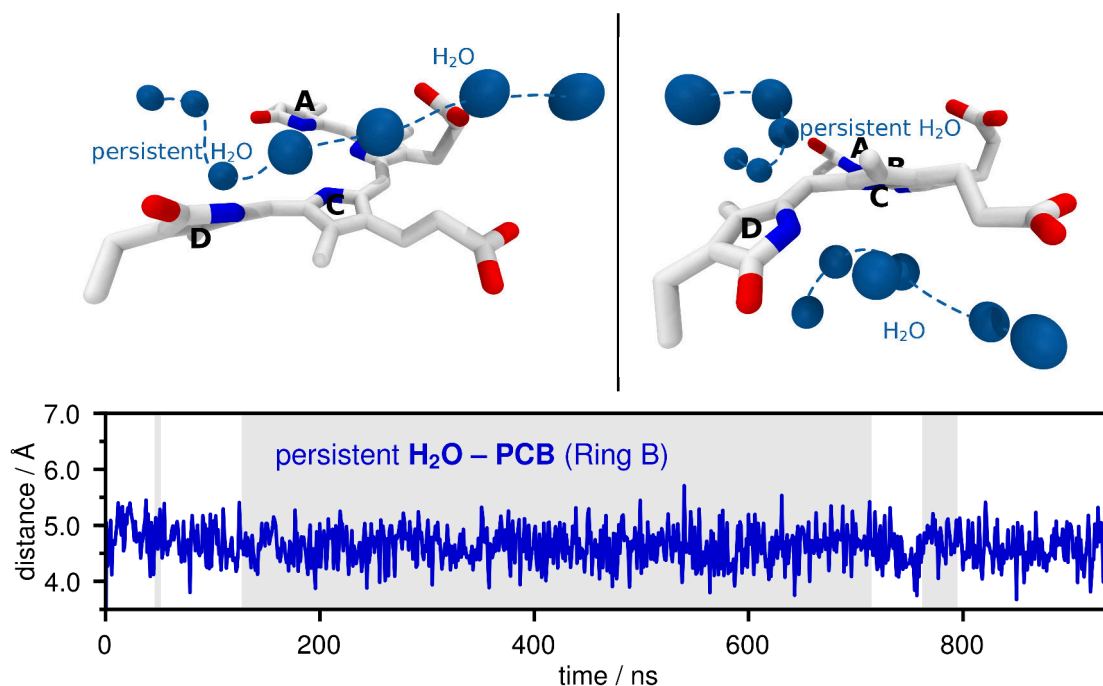 H₂O
A
persistent H₂O
C
D
persistent H₂O
A
B
C
D
H₂O
7.0
6.0
5.0
4.0
distance / Å
persistent H₂O – PCB (Ring B)
0 200 400 600 800
time / ns